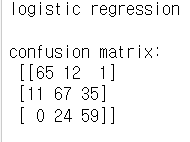 logistic regression
confusion matrix:
[[65 12 1]
[11 67 35]
[ 0 24 59]]